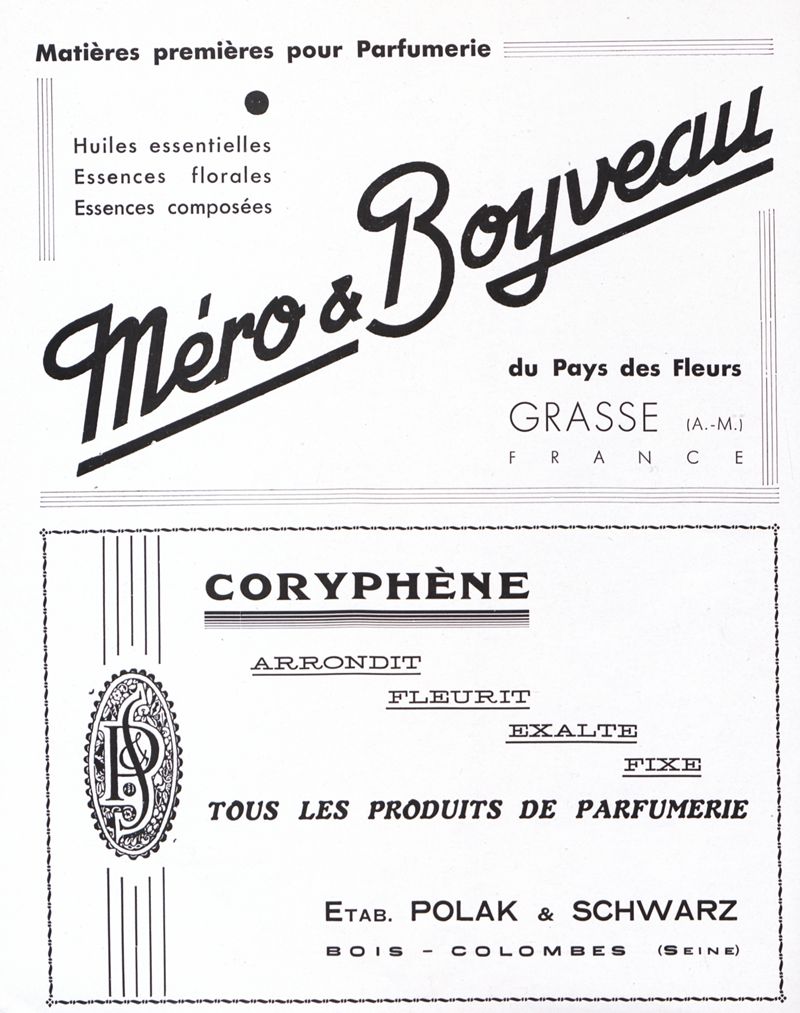 Matières premières pour Parfumerie
Huiles essentielles
Essences florales
Essences composées
Méro & Boyveau
du Pays des Fleurs
GRASSE (A.-M.)
FRANCE
CORYPHÈNE
ARRONDIT
FLEURIT
EXALTE
FIXE
P&S
TOUS LES PRODUITS DE PARFUMERIE
ETAB. POLAK & SCHWARZ
BOIS - COLOMBES (SEINE)